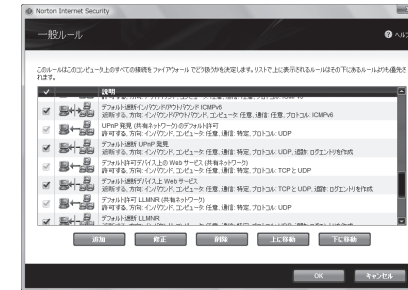 Norton Internet Security
一般ルール
ヘルプ
このルールはこのコンピュータ上のすべての接続をファイアウォールでどう扱うかを決定します。リストで上に表示されるルールはその下にあるルールよりも優先さ
れます。
説明
デフォルト遮断インバウンド/アウトバウンド ICMPv6
遮断する, 方向: インバウンド/アウトバウンド, コンピュータ: 任意, 通信: 任意, プロトコル: ICMPv6
UPnP 発見 (共有ネットワーク)のデフォルト許可
許可する, 方向: インバウンド, コンピュータ: 任意, 通信: 特定, プロトコル: UDP
デフォルト遮断 UPnP 発見
遮断する, 方向: インバウンド, コンピュータ: 任意, 通信: 特定, プロトコル: UDP, 追跡: ログエントリを作成
デフォルト許可デバイス上の Web サービス (共有ネットワーク)
許可する, 方向: インバウンド, コンピュータ: 任意, 通信: 特定, プロトコル: TCP と UDP
デフォルト遮断デバイス上 Web サービス
遮断する, 方向: インバウンド, コンピュータ: 任意, 通信: 特定, プロトコル: TCP と UDP, 追跡: ログエントリを作成
デフォルト許可 LLMNR (共有ネットワーク)
許可する, 方向: インバウンド, コンピュータ: 任意, 通信: 特定, プロトコル: UDP
デフォルト遮断 LLMNR
追加 修正 削除 上に移動 下に移動
OK キャンセル